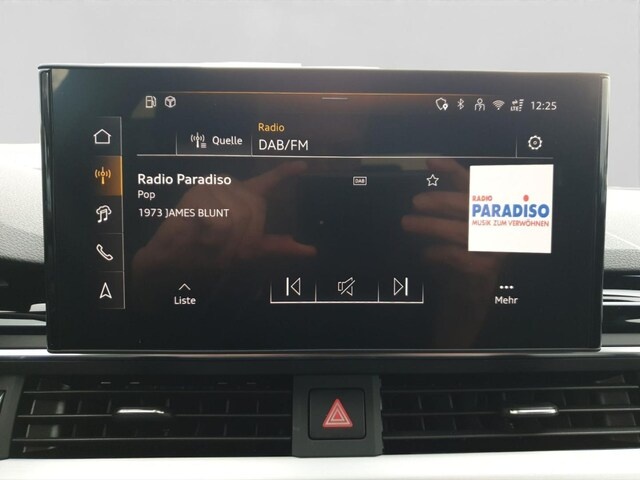 LTE 12:25
Quelle
Radio
DAB/FM
Radio Paradiso
DAB
Pop
1973 JAMES BLUNT
RADIO
PARADISO
MUSIK ZUM VERWÖHNEN
Liste
Mehr